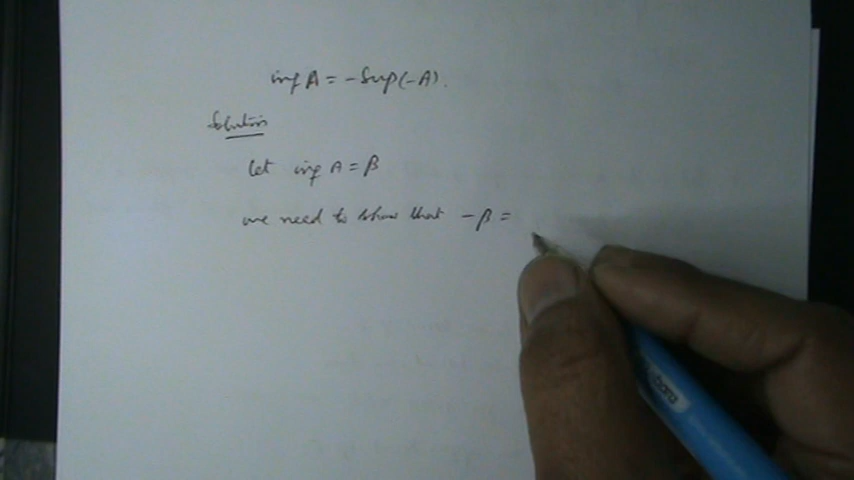 inf A = -Sup(-A).
Solution
Let inf A = β
we need to show that -β =